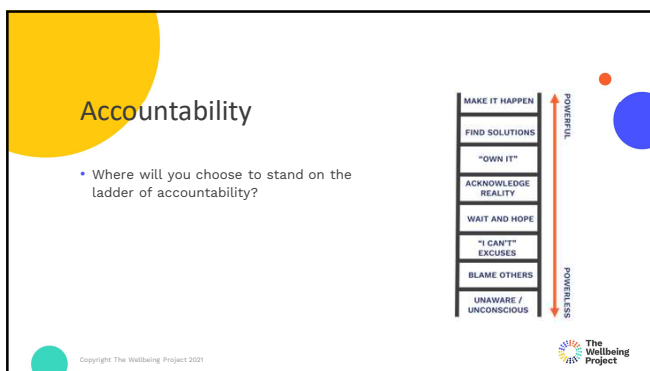 Accountability
• Where will you choose to stand on the
ladder of accountability?
MAKE IT HAPPEN
FIND SOLUTIONS
"OWN IT"
ACKNOWLEDGE
REALITY
WAIT AND HOPE
"I CAN'T"
EXCUSES
BLAME OTHERS
UNAWARE /
UNCONSCIOUS
POWERFUL
POWERLESS
Copyright The Wellbeing Project 2021
The
Wellbeing
Project